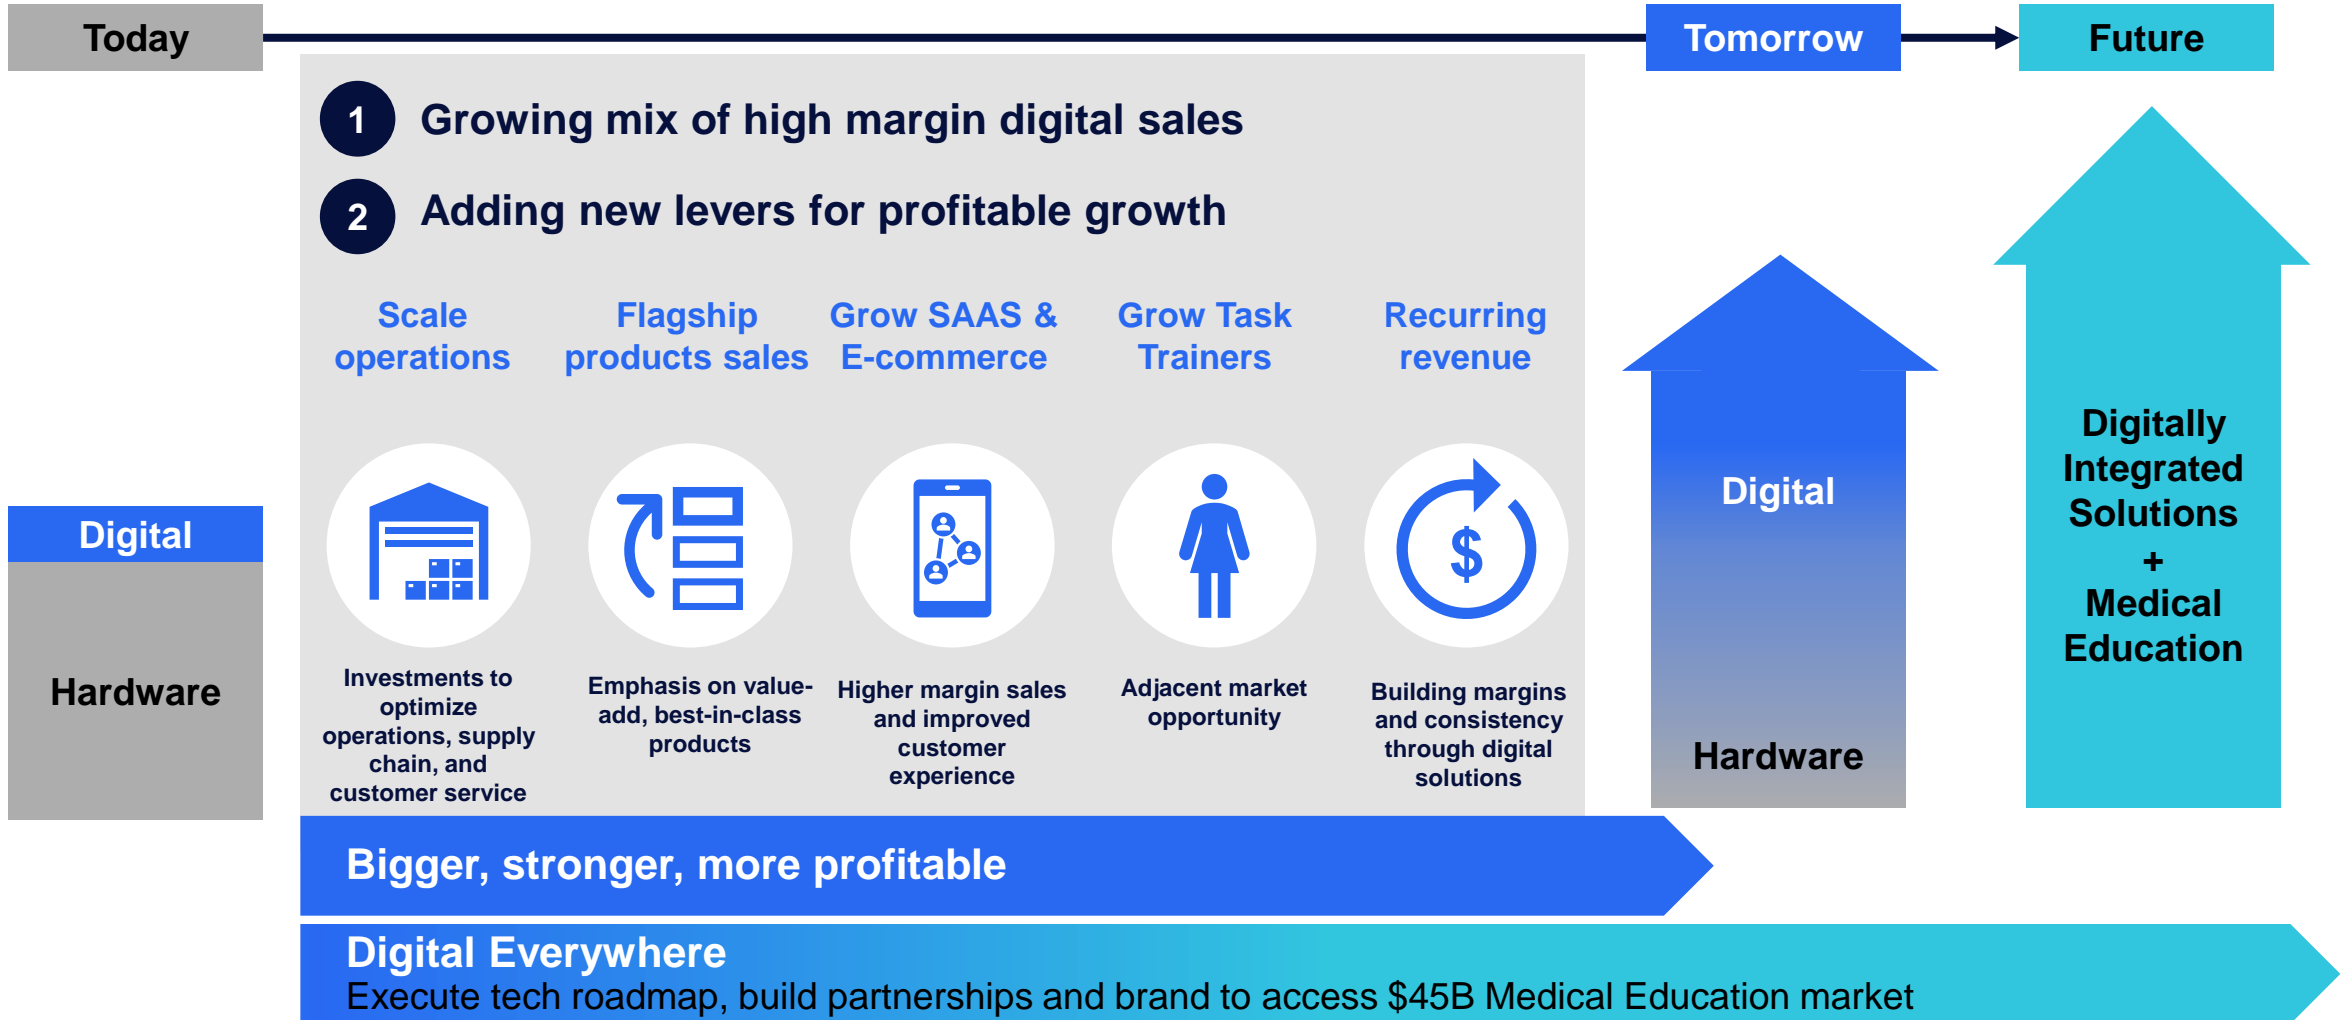 Today
Tomorrow
Future
1
Growing mix of high margin digital sales
2
Adding new levers for profitable growth
Scale
operations
Flagship
products sales
Grow SAAS &
E-commerce
Grow Task
Trainers
Recurring
revenue
$
Investments to
optimize
operations, supply
chain, and
customer service
Emphasis on value-
add, best-in-class
products
Higher margin sales
and improved
customer
experience
Adjacent market
opportunity
Building margins
and consistency
through digital
solutions
Digital
Hardware
Digital
Hardware
Digitally
Integrated
Solutions
+
Medical
Education
Bigger, stronger, more profitable
Digital Everywhere
Execute tech roadmap, build partnerships and brand to access $45B Medical Education market